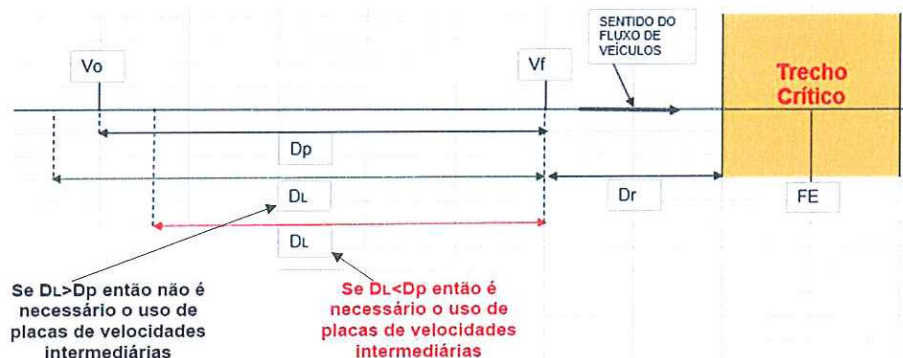 SENTIDO DO
FLUXO DE
VEÍCULOS
Vo
Vf
Trecho
Crítico
Dp
DL
Dr
FE
DL
Se DL>Dp então não é
necessário o uso de
placas de velocidades
intermediárias
Se DL<Dp então é
necessário o uso de
placas de velocidades
intermediárias